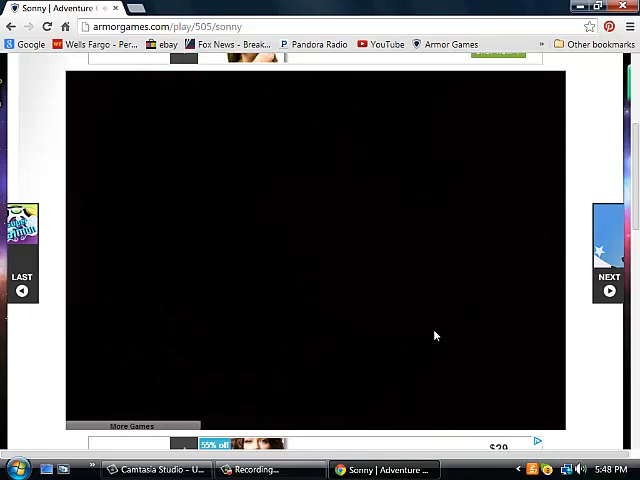 Sonny | Adventure
armorgames.com/play/505/sonny
Google
Wells Fargo - Per...
ebay
Fox News - Break...
Pandora Radio
YouTube
Armor Games
»
Other bookmarks
LAST
NEXT
More Games
55% off
$29
Camtasia Studio - U...
Recording...
Sonny | Adventure ...
5:48 PM